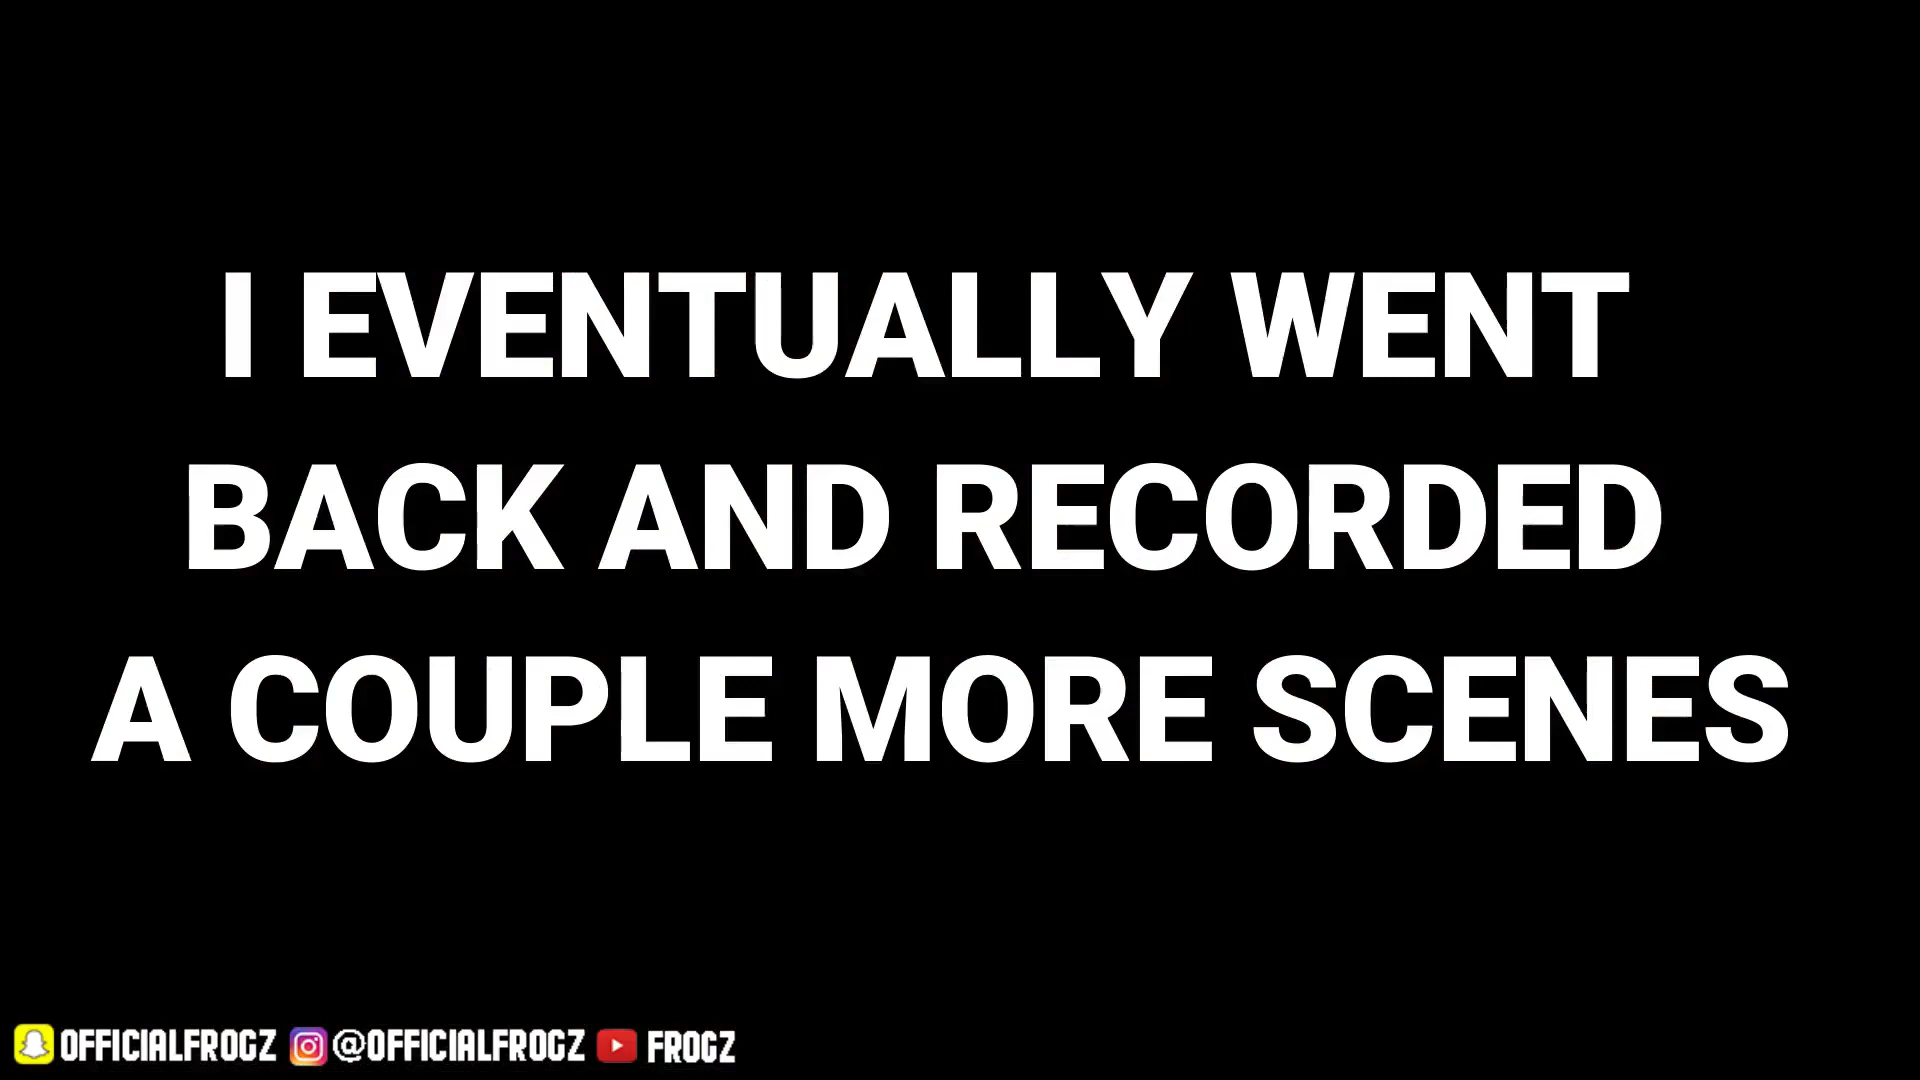 I EVENTUALLY WENT
BACK AND RECORDED
A COUPLE MORE SCENES
OFFICIALFROGZ @OFFICIALFROGZ FROGZ